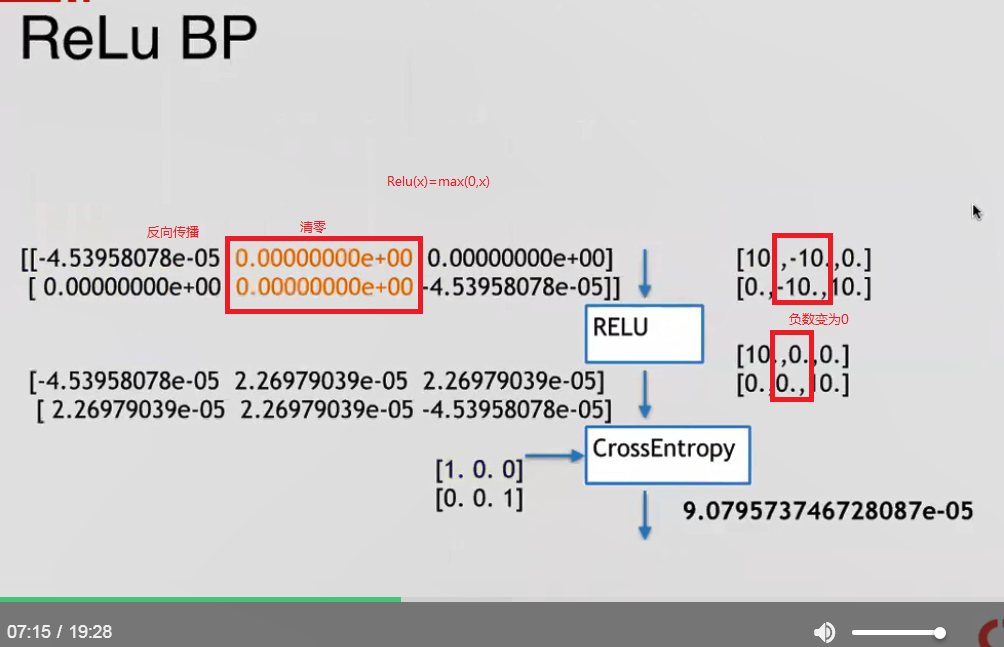 ReLu BP
Relu(x)=max(0,x)
反向传播
清零
[[-4.53958078e-05 0.00000000e+00 0.00000000e+00]
[ 0.00000000e+00 0.00000000e+00 -4.53958078e-05]]
[10.,-10.,0.]
[0.,-10.,10.]
RELU
负数变为0
[10.,0.,0.]
[0.,0.,10.]
[-4.53958078e-05 2.26979039e-05 2.26979039e-05]
[ 2.26979039e-05 2.26979039e-05 -4.53958078e-05]
CrossEntropy
[1. 0. 0]
[0. 0. 1]
9.079573746728087e-05
07:15 / 19:28